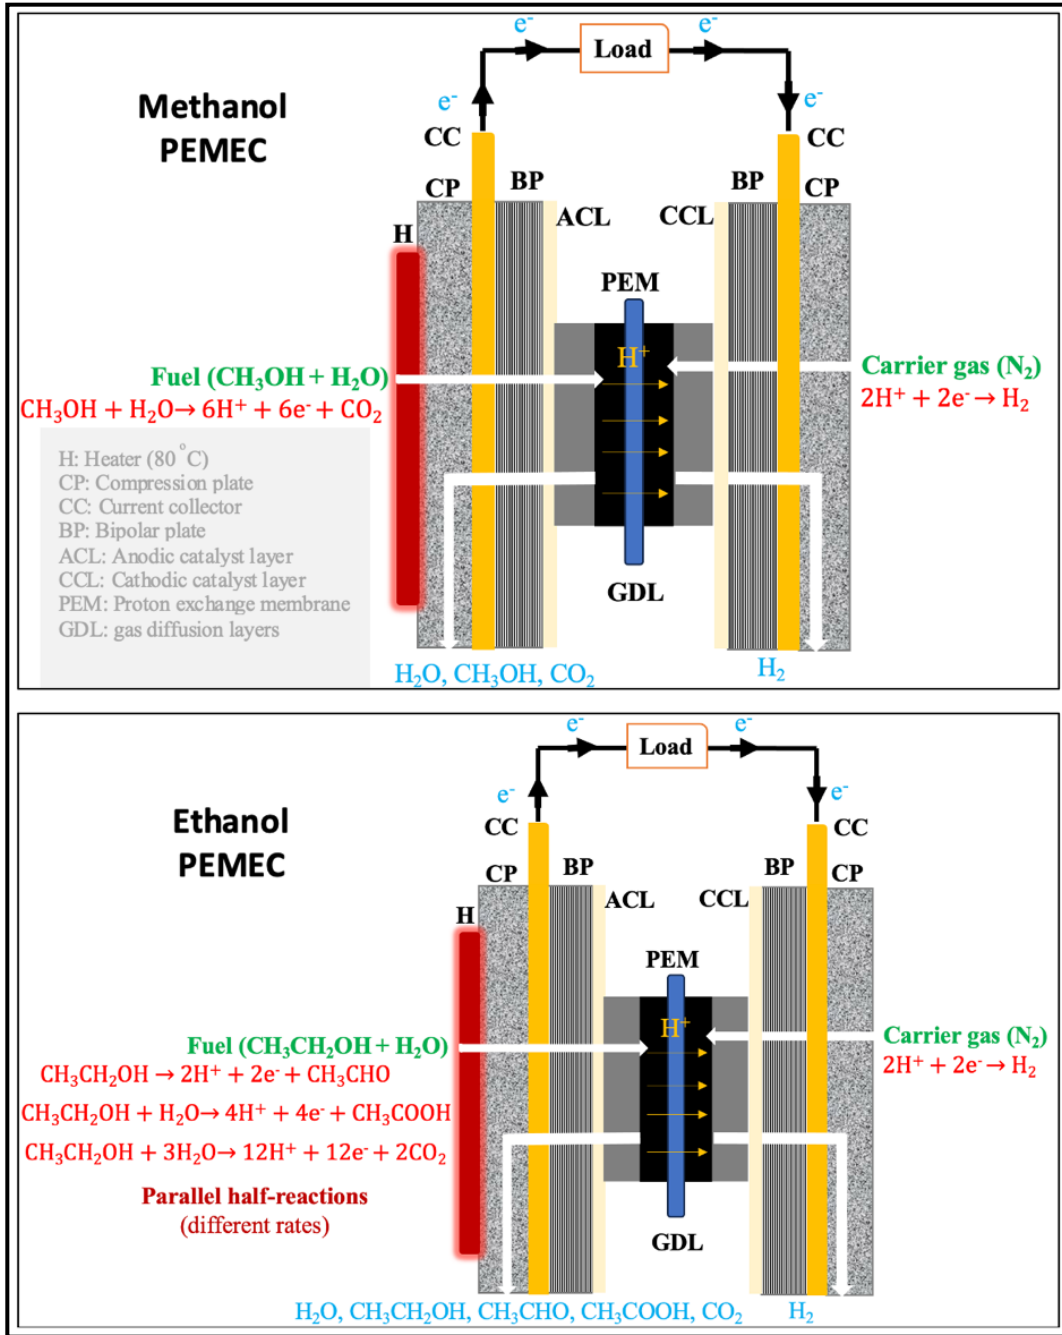 e⁻
e⁻
Load
Methanol
PEMEC
e⁻
e⁻
CC
CC
CP
BP
BP
CP
ACL
CCL
H
PEM
H⁺
Fuel (CH₃OH + H₂O)
CH₃OH + H₂O→ 6H⁺ + 6e⁻ + CO₂
Carrier gas (N₂)
2H⁺ + 2e⁻ → H₂
H: Heater (80 °C)
CP: Compression plate
CC: Current collector
BP: Bipolar plate
ACL: Anodic catalyst layer
CCL: Cathodic catalyst layer
PEM: Proton exchange membrane
GDL: gas diffusion layers
GDL
H₂O, CH₃OH, CO₂
H₂
e⁻
e⁻
Load
Ethanol
PEMEC
e⁻
e⁻
CC
CC
CP
BP
BP
CP
ACL
CCL
H
PEM
H⁺
Fuel (CH₃CH₂OH + H₂O)
CH₃CH₂OH → 2H⁺ + 2e⁻ + CH₃CHO
CH₃CH₂OH + H₂O→ 4H⁺ + 4e⁻ + CH₃COOH
CH₃CH₂OH + 3H₂O→ 12H⁺ + 12e⁻ + 2CO₂
Parallel half-reactions
(different rates)
Carrier gas (N₂)
2H⁺ + 2e⁻ → H₂
GDL
H₂O, CH₃CH₂OH, CH₃CHO, CH₃COOH, CO₂
H₂